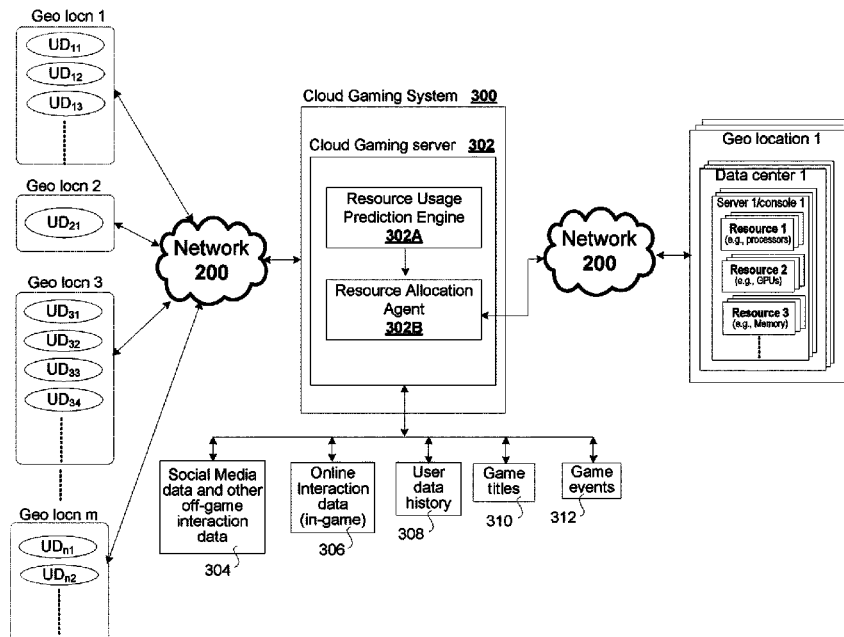 Geo locn 1
UD11
UD12
UD13
Geo locn 2
UD21
Geo locn 3
UD31
UD32
UD33
UD34
Geo locn m
UDn1
UDn2
Network
200
Cloud Gaming System 300
Cloud Gaming server 302
Resource Usage
Prediction Engine
302A
Resource Allocation
Agent
302B
Network
200
Geo location 1
Data center 1
Server 1/console 1
Resource 1
(e.g., processors)
Resource 2
(e.g., GPUs)
Resource 3
(e.g., Memory)
Social Media
data and other
off-game
interaction
data
304
Online
Interaction
data
(in-game)
306
User
data
history
308
Game
titles
310
Game
events
312